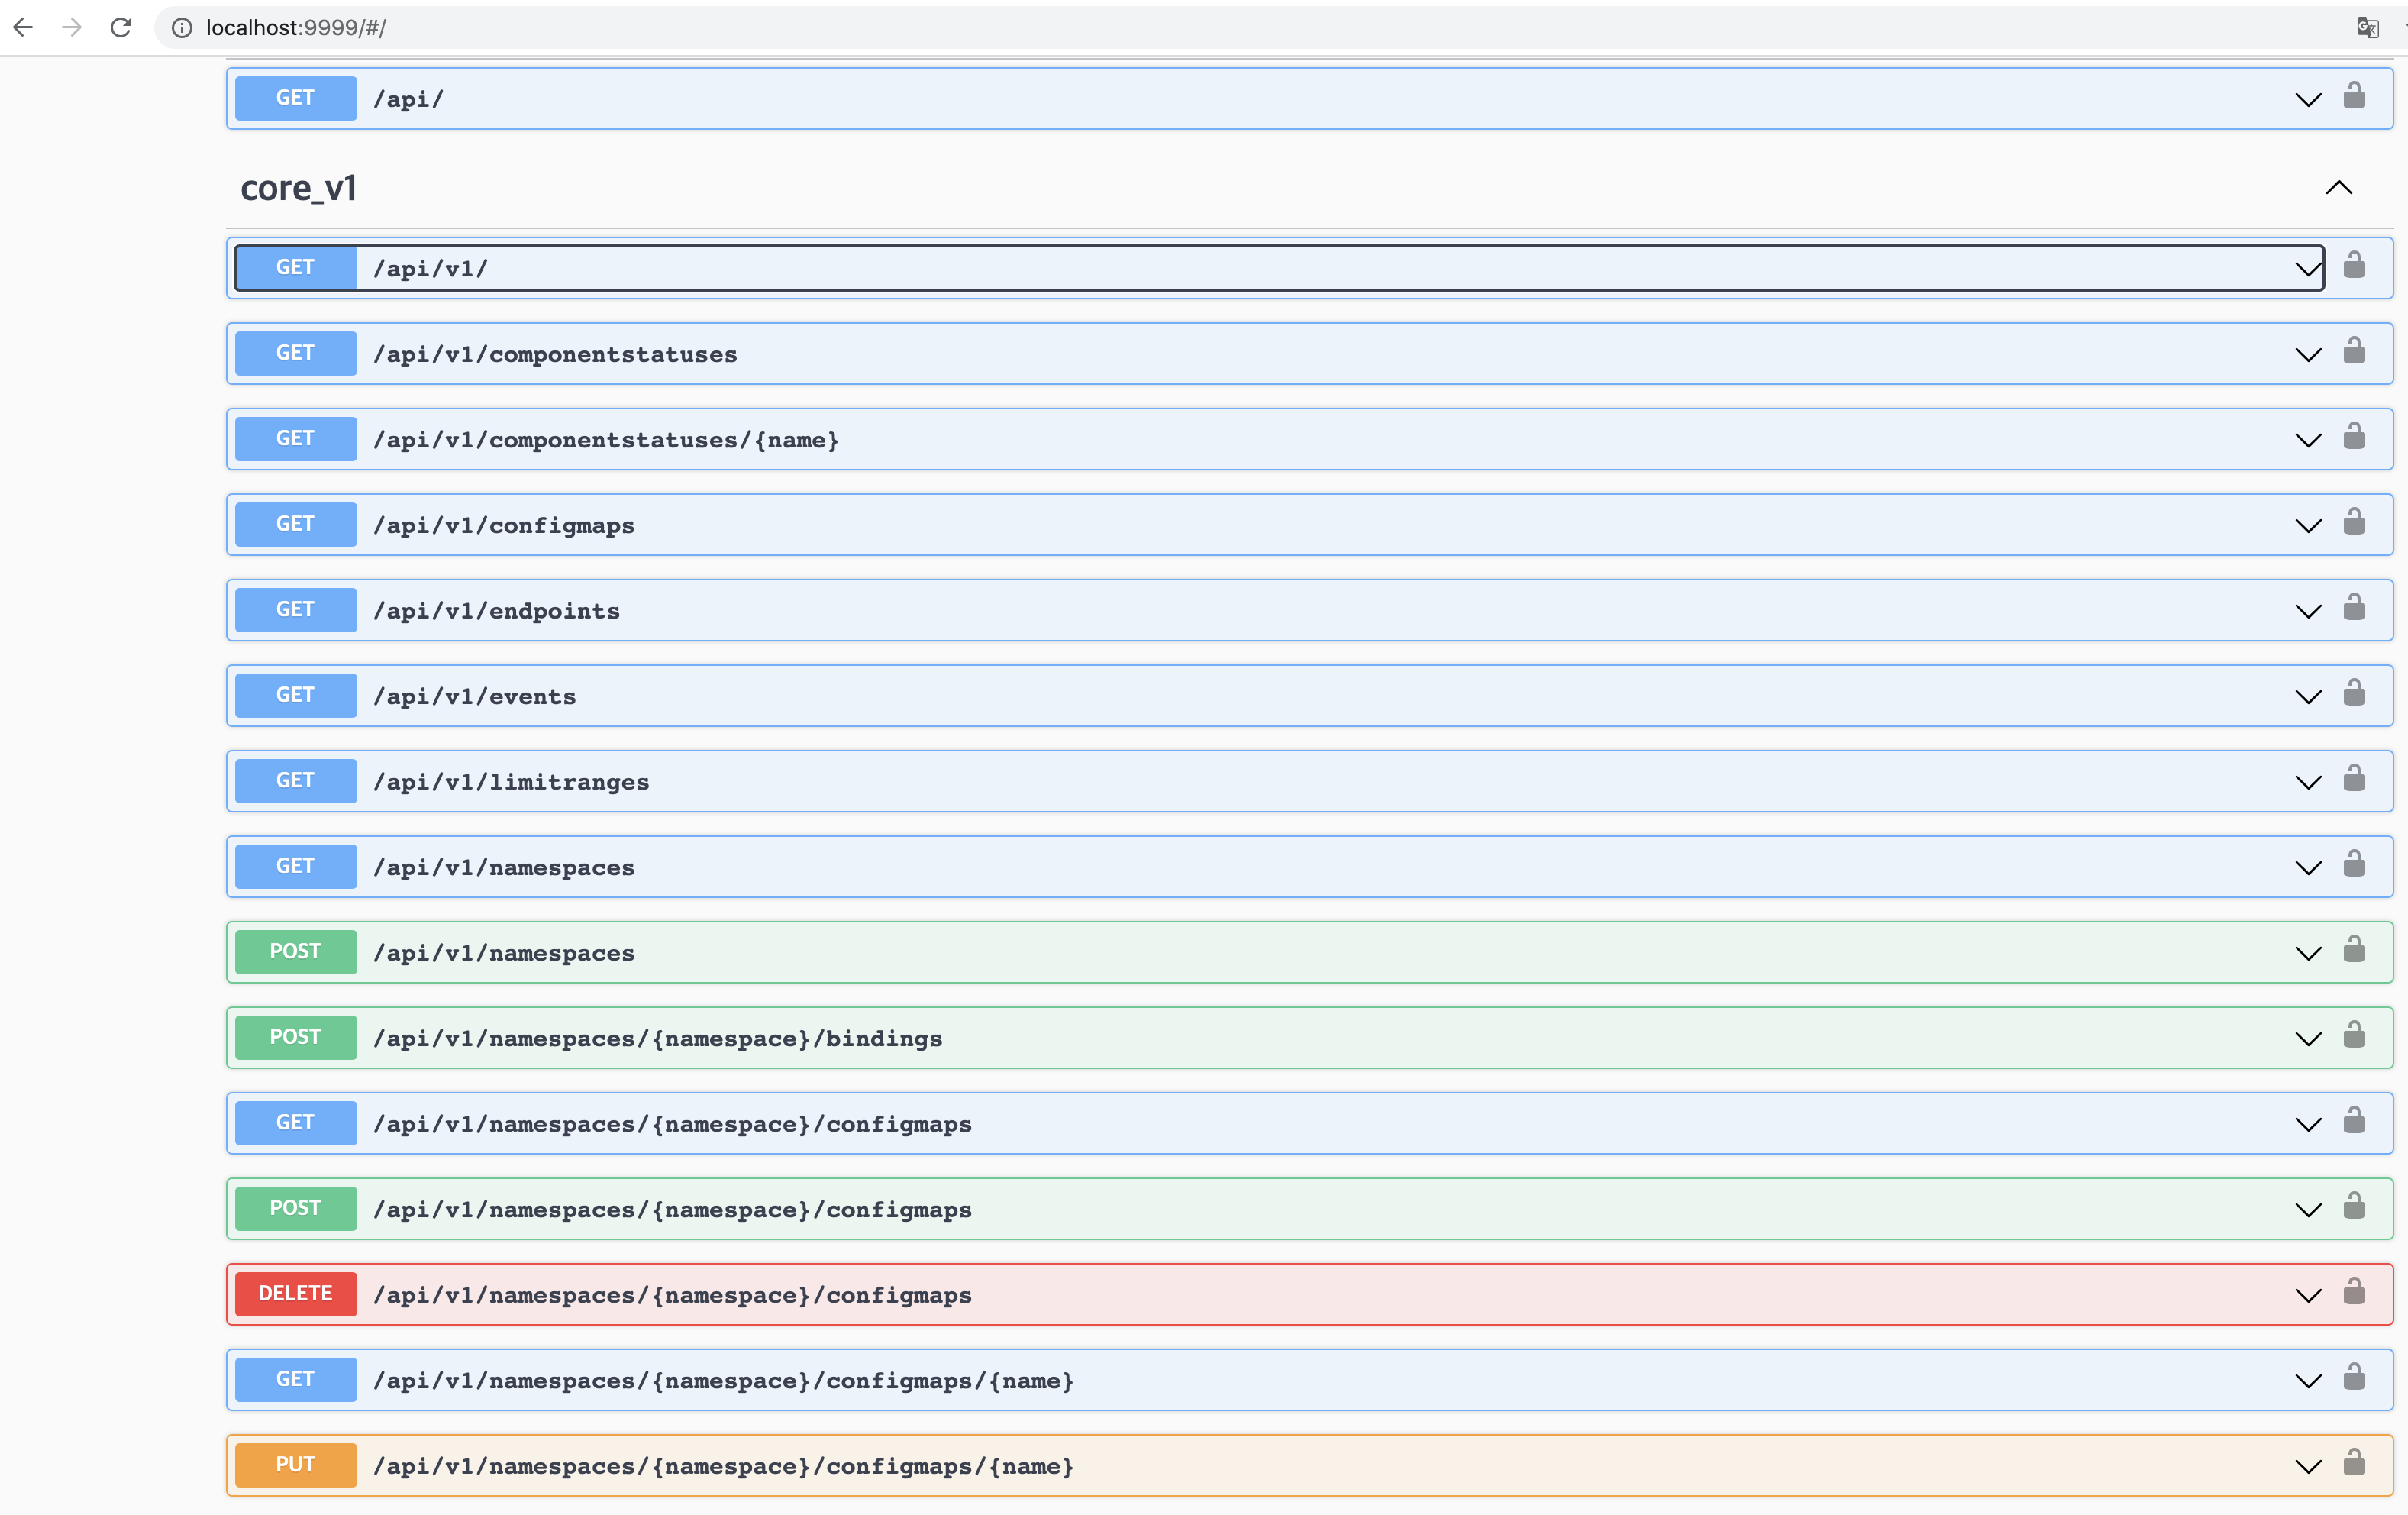 localhost:9999/#/
GET /api/
core_v1
GET /api/v1/
GET /api/v1/componentstatuses
GET /api/v1/componentstatuses/{name}
GET /api/v1/configmaps
GET /api/v1/endpoints
GET /api/v1/events
GET /api/v1/limitranges
GET /api/v1/namespaces
POST /api/v1/namespaces
POST /api/v1/namespaces/{namespace}/bindings
GET /api/v1/namespaces/{namespace}/configmaps
POST /api/v1/namespaces/{namespace}/configmaps
DELETE /api/v1/namespaces/{namespace}/configmaps
GET /api/v1/namespaces/{namespace}/configmaps/{name}
PUT /api/v1/namespaces/{namespace}/configmaps/{name}